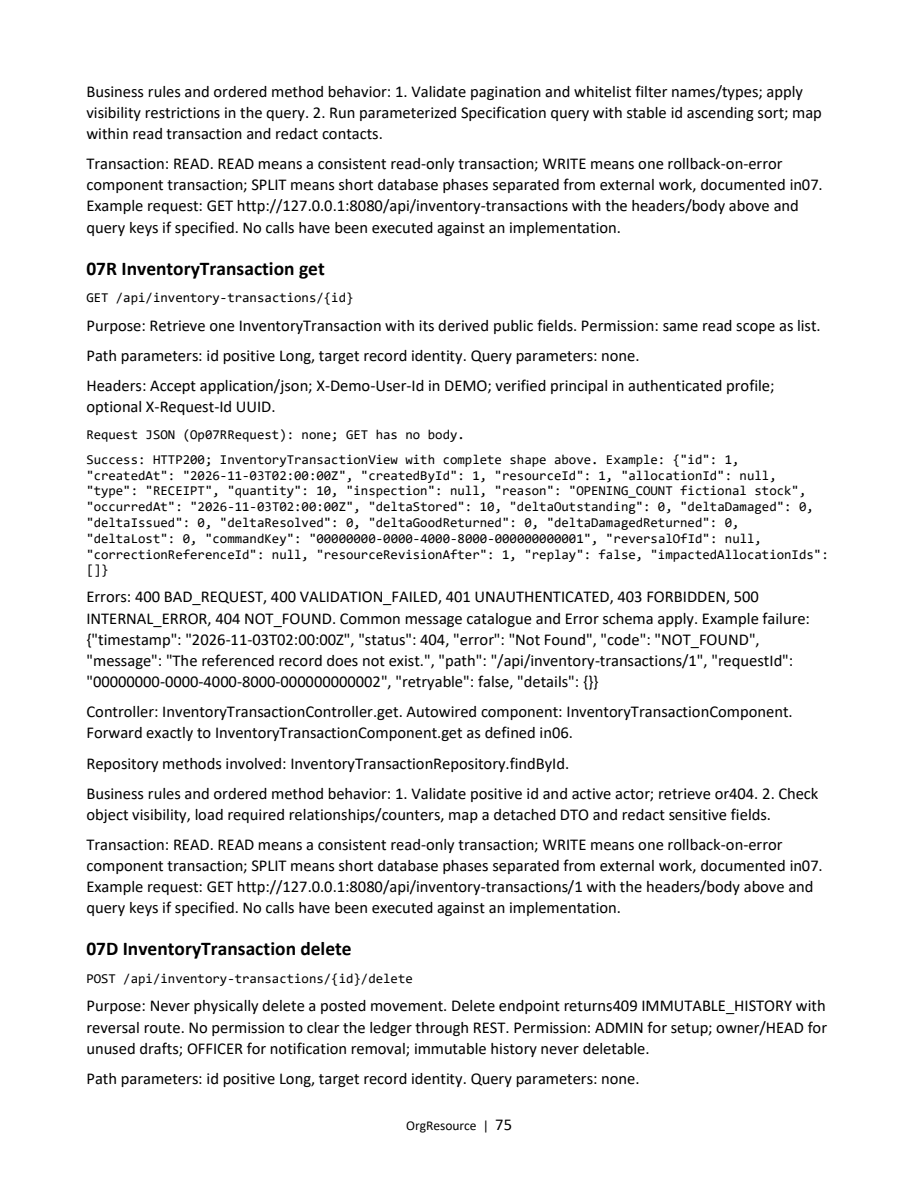 Business rules and ordered method behavior: 1. Validate pagination and whitelist filter names/types; apply
visibility restrictions in the query. 2. Run parameterized Specification query with stable id ascending sort; map
within read transaction and redact contacts.
Transaction: READ. READ means a consistent read-only transaction; WRITE means one rollback-on-error
component transaction; SPLIT means short database phases separated from external work, documented in07.
Example request: GET http://127.0.0.1:8080/api/inventory-transactions with the headers/body above and
query keys if specified. No calls have been executed against an implementation.
07R InventoryTransaction get
GET /api/inventory-transactions/{id}
Purpose: Retrieve one InventoryTransaction with its derived public fields. Permission: same read scope as list.
Path parameters: id positive Long, target record identity. Query parameters: none.
Headers: Accept application/json; X-Demo-User-Id in DEMO; verified principal in authenticated profile;
optional X-Request-Id UUID.
Request JSON (Op07RRequest): none; GET has no body.
Success: HTTP200; InventoryTransactionView with complete shape above. Example: {"id": 1,
"createdAt": "2026-11-03T02:00:00Z", "createdById": 1, "resourceId": 1, "allocationId": null,
"type": "RECEIPT", "quantity": 10, "inspection": null, "reason": "OPENING_COUNT fictional stock",
"occurredAt": "2026-11-03T02:00:00Z", "deltaStored": 10, "deltaOutstanding": 0, "deltaDamaged": 0,
"deltaIssued": 0, "deltaResolved": 0, "deltaGoodReturned": 0, "deltaDamagedReturned": 0,
"deltaLost": 0, "commandKey": "00000000-0000-4000-8000-000000000001", "reversalOfId": null,
"correctionReferenceId": null, "resourceRevisionAfter": 1, "replay": false, "impactedAllocationIds":
[]}
Errors: 400 BAD_REQUEST, 400 VALIDATION_FAILED, 401 UNAUTHENTICATED, 403 FORBIDDEN, 500
INTERNAL_ERROR, 404 NOT_FOUND. Common message catalogue and Error schema apply. Example failure:
{"timestamp": "2026-11-03T02:00:00Z", "status": 404, "error": "Not Found", "code": "NOT_FOUND",
"message": "The referenced record does not exist.", "path": "/api/inventory-transactions/1", "requestId":
"00000000-0000-4000-8000-000000000002", "retryable": false, "details": {}}
Controller: InventoryTransactionController.get. Autowired component: InventoryTransactionComponent.
Forward exactly to InventoryTransactionComponent.get as defined in06.
Repository methods involved: InventoryTransactionRepository.findById.
Business rules and ordered method behavior: 1. Validate positive id and active actor; retrieve or404. 2. Check
object visibility, load required relationships/counters, map a detached DTO and redact sensitive fields.
Transaction: READ. READ means a consistent read-only transaction; WRITE means one rollback-on-error
component transaction; SPLIT means short database phases separated from external work, documented in07.
Example request: GET http://127.0.0.1:8080/api/inventory-transactions/1 with the headers/body above and
query keys if specified. No calls have been executed against an implementation.
07D InventoryTransaction delete
POST /api/inventory-transactions/{id}/delete
Purpose: Never physically delete a posted movement. Delete endpoint returns409 IMMUTABLE_HISTORY with
reversal route. No permission to clear the ledger through REST. Permission: ADMIN for setup; owner/HEAD for
unused drafts; OFFICER for notification removal; immutable history never deletable.
Path parameters: id positive Long, target record identity. Query parameters: none.
OrgResource | 75